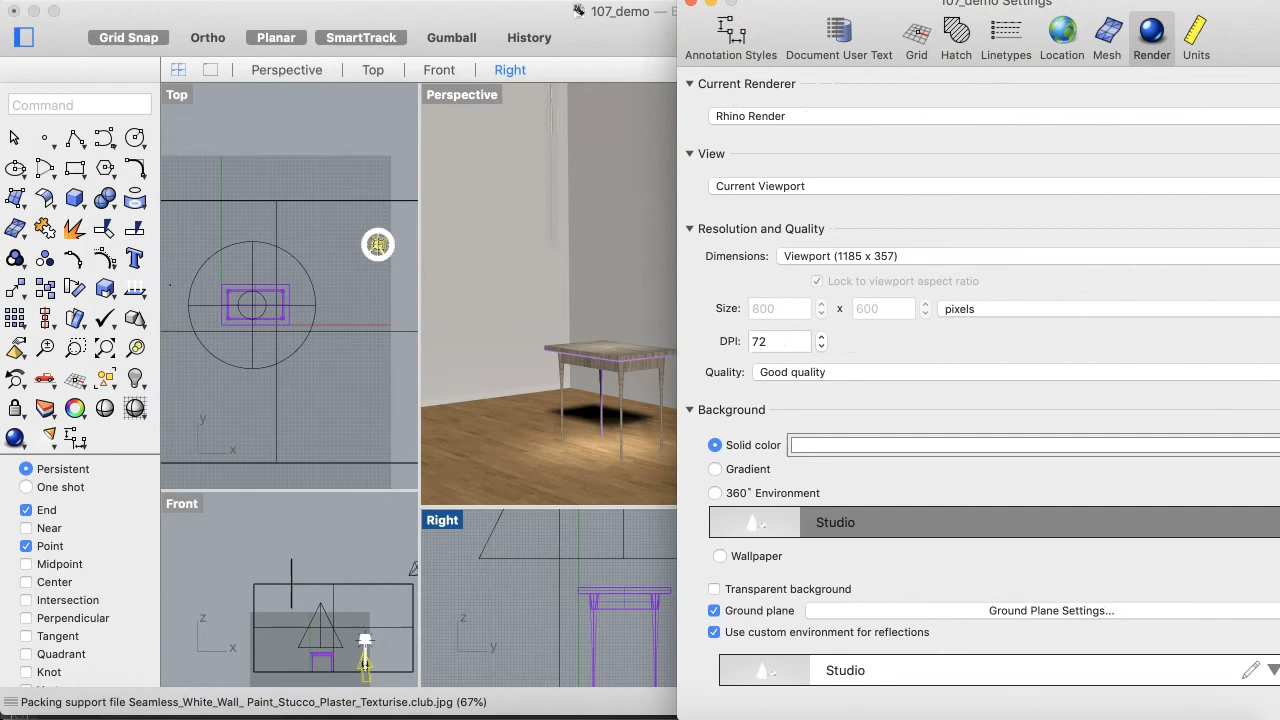 107_demo —
107_demo Settings
Grid Snap
Ortho
Planar
SmartTrack
Gumball
History
Annotation Styles
Document User Text
Grid
Hatch
Linetypes
Location
Mesh
Render
Units
Perspective
Top
Front
Right
Command
Top
Perspective
Front
Right
y
x
z
x
z
y
Persistent
One shot
End
Near
Point
Midpoint
Center
Intersection
Perpendicular
Tangent
Quadrant
Knot
Packing support file Seamless_White_Wall_ Paint_Stucco_Plaster_Texturise.club.jpg (67%)
Current Renderer
Rhino Render
View
Current Viewport
Resolution and Quality
Dimensions: Viewport (1185 x 357)
Lock to viewport aspect ratio
Size: 800 x 600 pixels
DPI: 72
Quality: Good quality
Background
Solid color
Gradient
360° Environment
Studio
Wallpaper
Transparent background
Ground plane Ground Plane Settings...
Use custom environment for reflections
Studio